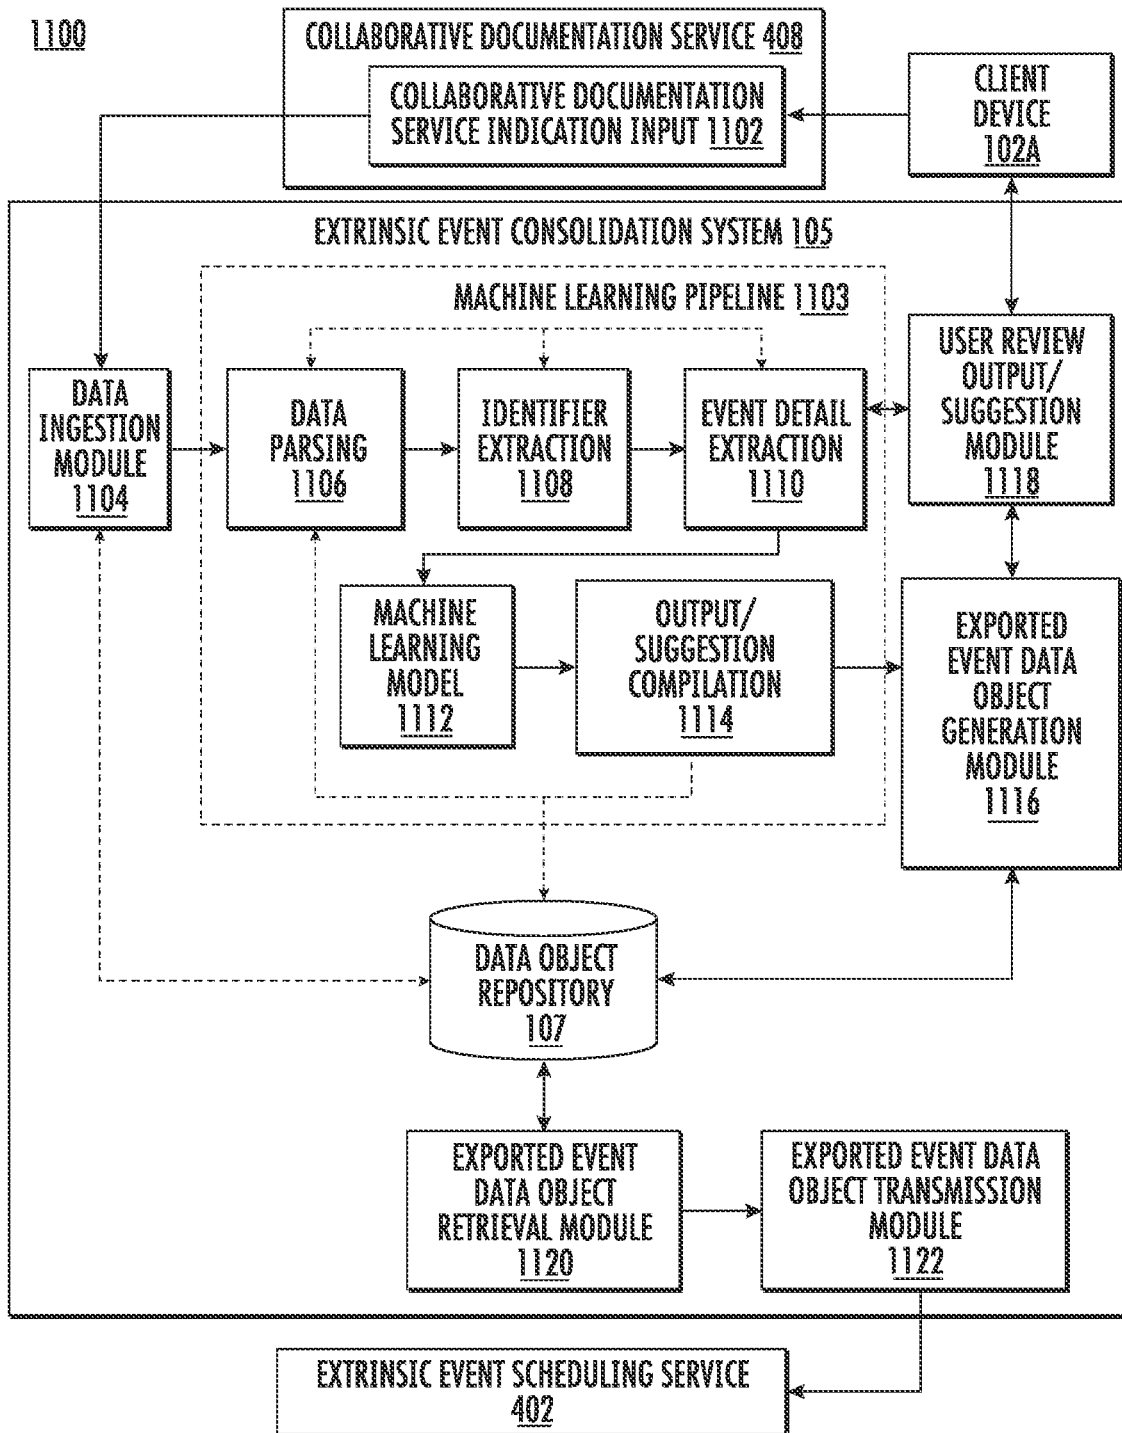 1100
COLLABORATIVE DOCUMENTATION SERVICE 408
COLLABORATIVE DOCUMENTATION
SERVICE INDICATION INPUT 1102
CLIENT
DEVICE
102A
EXTRINSIC EVENT CONSOLIDATION SYSTEM 105
MACHINE LEARNING PIPELINE 1103
DATA
INGESTION
MODULE
1104
DATA
PARSING
1106
IDENTIFIER
EXTRACTION
1108
EVENT DETAIL
EXTRACTION
1110
USER REVIEW
OUTPUT/
SUGGESTION
MODULE
1118
MACHINE
LEARNING
MODEL
1112
OUTPUT/
SUGGESTION
COMPILATION
1114
EXPORTED
EVENT DATA
OBJECT
GENERATION
MODULE
1116
DATA OBJECT
REPOSITORY
107
EXPORTED EVENT
DATA OBJECT
RETRIEVAL MODULE
1120
EXPORTED EVENT DATA
OBJECT TRANSMISSION
MODULE
1122
EXTRINSIC EVENT SCHEDULING SERVICE
402